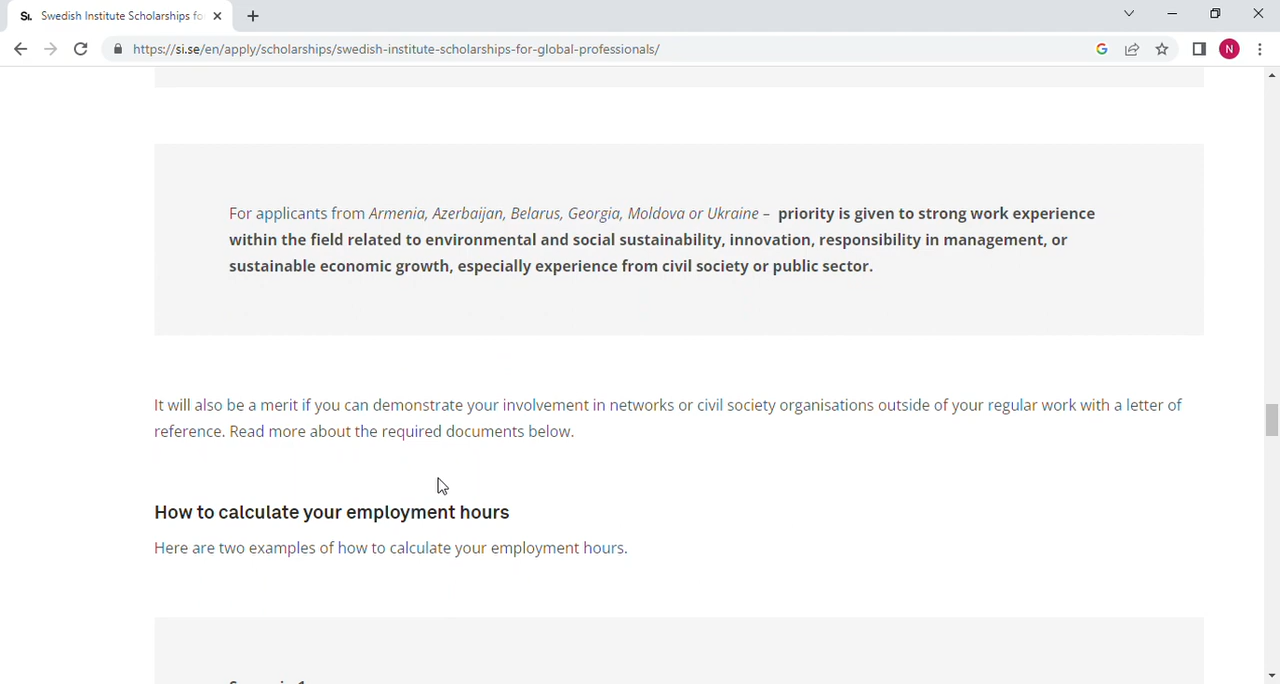 Si. Swedish Institute Scholarships fo
https://si.se/en/apply/scholarships/swedish-institute-scholarships-for-global-professionals/
N
For applicants from Armenia, Azerbaijan, Belarus, Georgia, Moldova or Ukraine – priority is given to strong work experience
within the field related to environmental and social sustainability, innovation, responsibility in management, or
sustainable economic growth, especially experience from civil society or public sector.
It will also be a merit if you can demonstrate your involvement in networks or civil society organisations outside of your regular work with a letter of
reference. Read more about the required documents below.
How to calculate your employment hours
Here are two examples of how to calculate your employment hours.